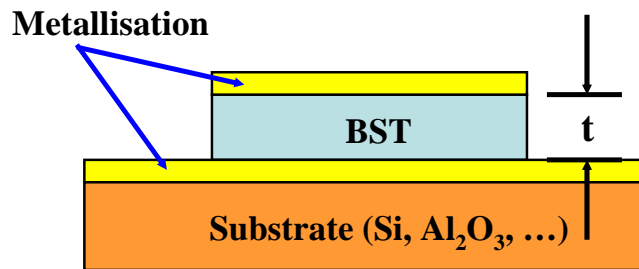 Metallisation
BST
t
Substrate (Si, Al₂O₃, …)